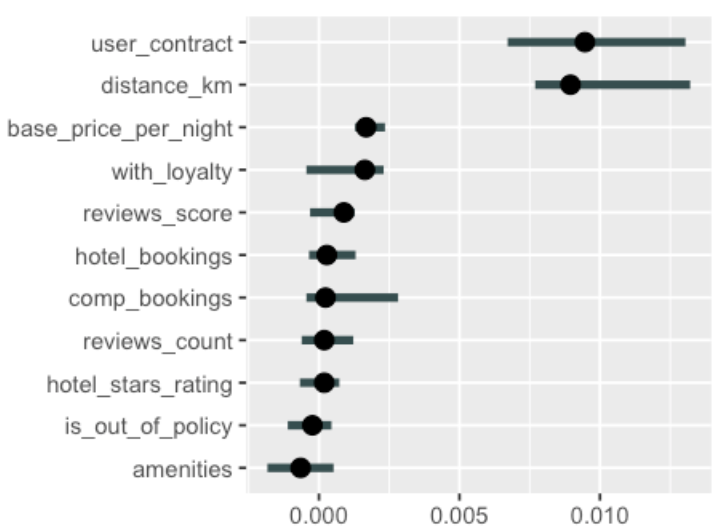 user_contract
distance_km
base_price_per_night
with_loyalty
reviews_score
hotel_bookings
comp_bookings
reviews_count
hotel_stars_rating
is_out_of_policy
amenities
0.000 0.005 0.010